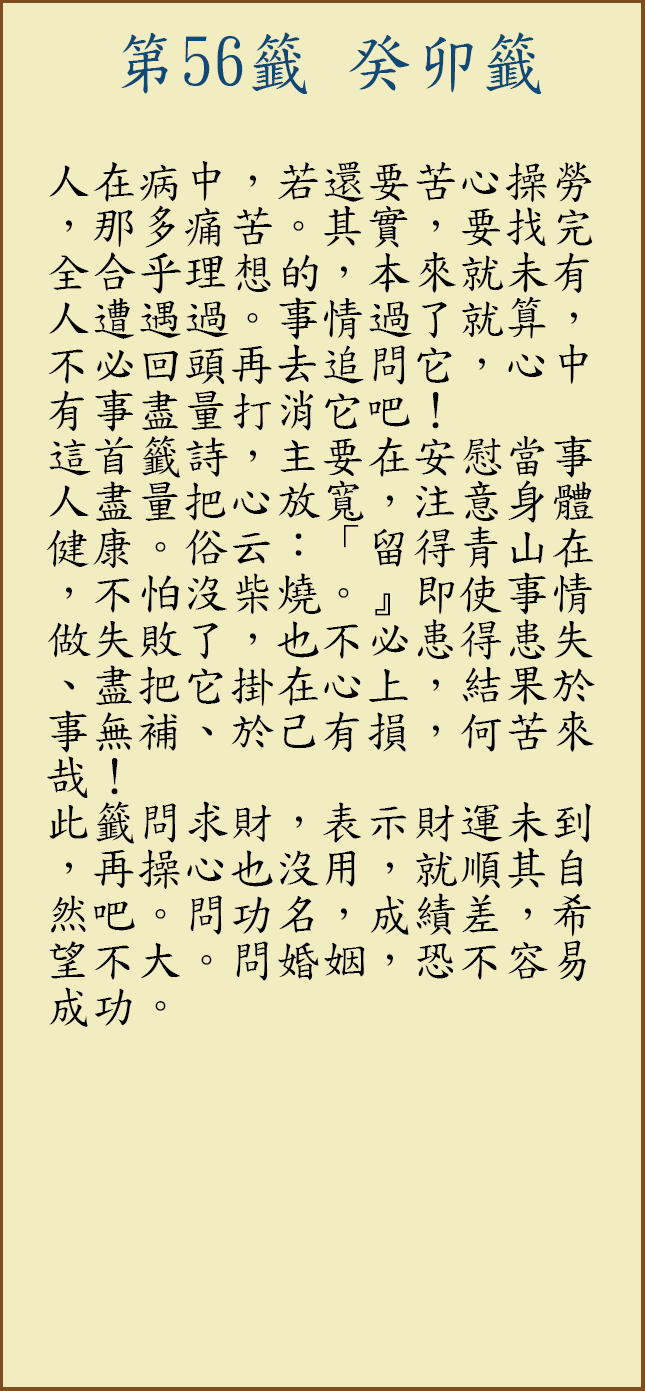 第56籤 癸卯籤
人在病中，若還要苦心操勞
，那多痛苦。其實，要找完
全合乎理想的，本來就未有
人遭遇過。事情過了就算，
不必回頭再去追問它，心中
有事盡量打消它吧！
這首籤詩，主要在安慰當事
人盡量把心放寬，注意身體
健康。俗云：「留得青山在
，不怕沒柴燒。』即使事情
做失敗了，也不必患得患失
、盡把它掛在心上，結果於
事無補、於己有損，何苦來
哉！
此籤問求財，表示財運未到
，再操心也沒用，就順其自
然吧。問功名，成績差，希
望不大。問婚姻，恐不容易
成功。